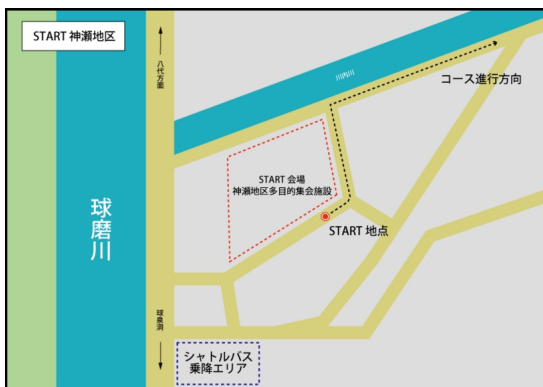 START 神瀬地区
八代方面
川内川
コース進行方向
START 会場
神瀬地区多目的集会施設
球磨川
START 地点
球泉洞
シャトルバス
乗降エリア